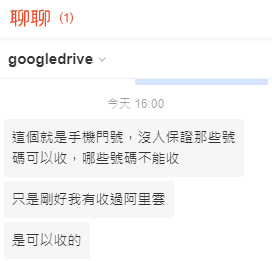 聊聊 (1)
googledrive
今天 16:00
這個就是手機門號，沒人保證那些號
碼可以收，哪些號碼不能收
只是剛好我有收過阿里雲
是可以收的